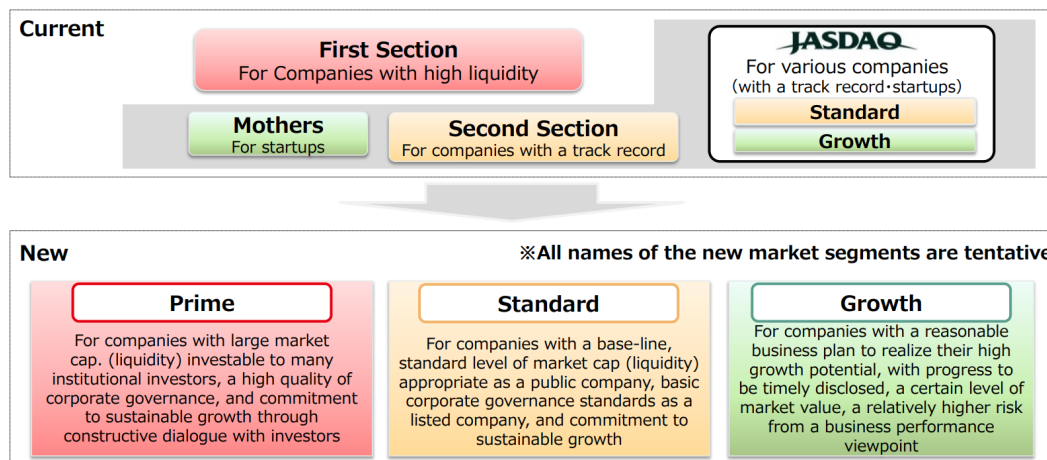 Current
First Section
For Companies with high liquidity
JASDAQ
For various companies
(with a track record・startups)
Standard
Growth
Mothers
For startups
Second Section
For companies with a track record
New
※All names of the new market segments are tentative
Prime
For companies with large market
cap. (liquidity) investable to many
institutional investors, a high quality of
corporate governance, and commitment
to sustainable growth through
constructive dialogue with investors
Standard
For companies with a base-line,
standard level of market cap (liquidity)
appropriate as a public company, basic
corporate governance standards as a
listed company, and commitment to
sustainable growth
Growth
For companies with a reasonable
business plan to realize their high
growth potential, with progress to
be timely disclosed, a certain level of
market value, a relatively higher risk
from a business performance
viewpoint